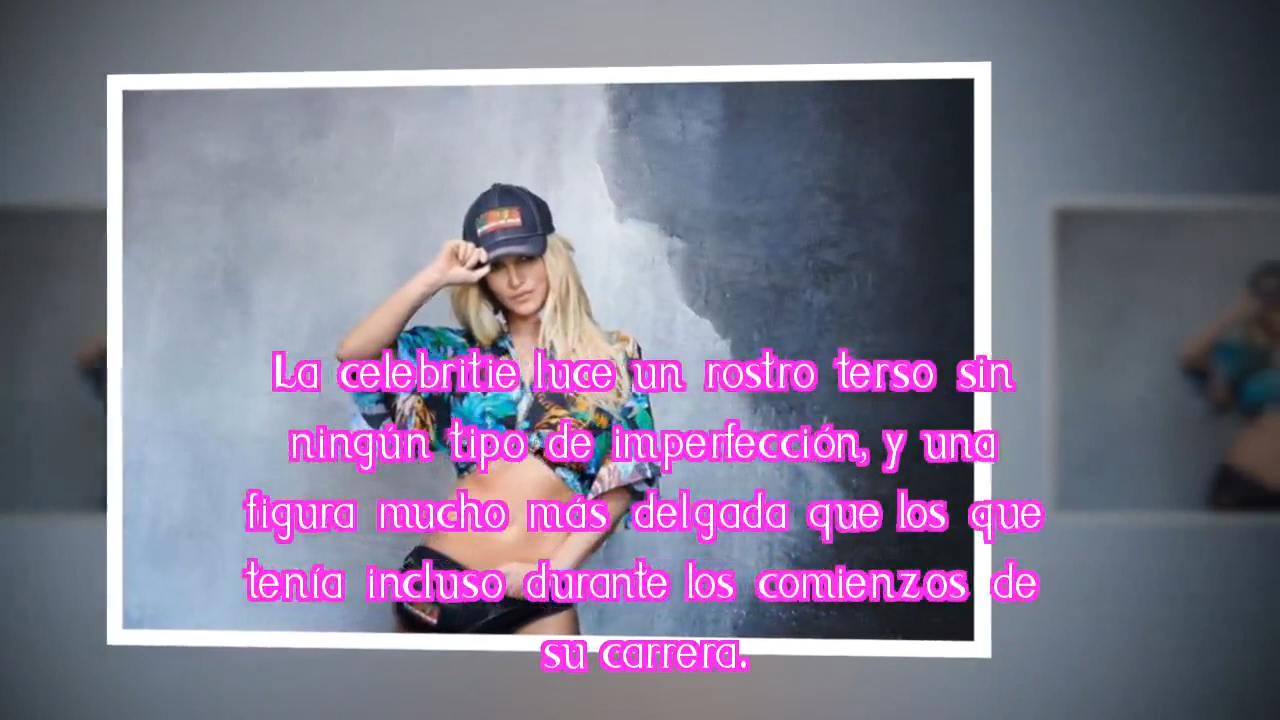 La celebritie luce un rostro terso sin
ningún tipo de imperfección, y una
figura mucho más delgada que los que
tenía incluso durante los comienzos de
su carrera.